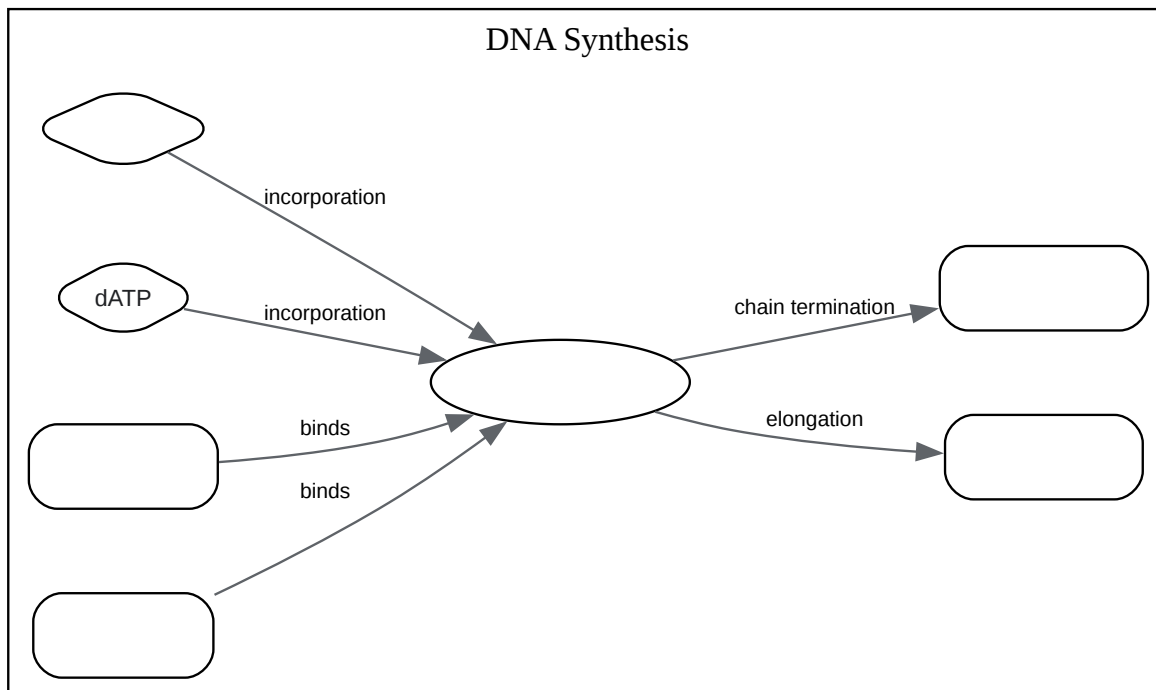 DNA Synthesis
incorporation
dATP
incorporation
chain termination
binds
elongation
binds